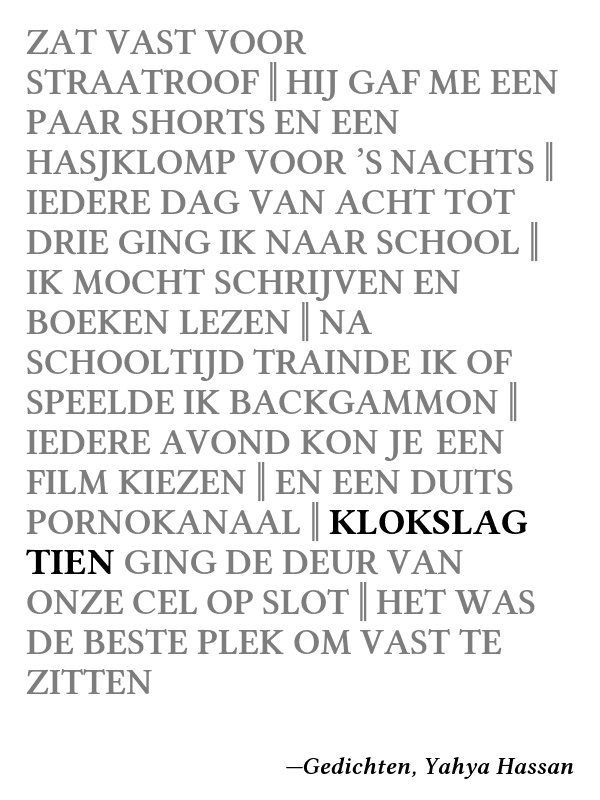 ZAT VAST VOOR
STRAATROOF ‖ HIJ GAF ME EEN
PAAR SHORTS EN EEN
HASJKLOMP VOOR ’S NACHTS ‖
IEDERE DAG VAN ACHT TOT
DRIE GING IK NAAR SCHOOL ‖
IK MOCHT SCHRIJVEN EN
BOEKEN LEZEN ‖ NA
SCHOOLTIJD TRAINDE IK OF
SPEELDE IK BACKGAMMON ‖
IEDERE AVOND KON JE EEN
FILM KIEZEN ‖ EN EEN DUITS
PORNOKANAAL ‖ KLOKSLAG
TIEN GING DE DEUR VAN
ONZE CEL OP SLOT ‖ HET WAS
DE BESTE PLEK OM VAST TE
ZITTEN
—Gedichten, Yahya Hassan